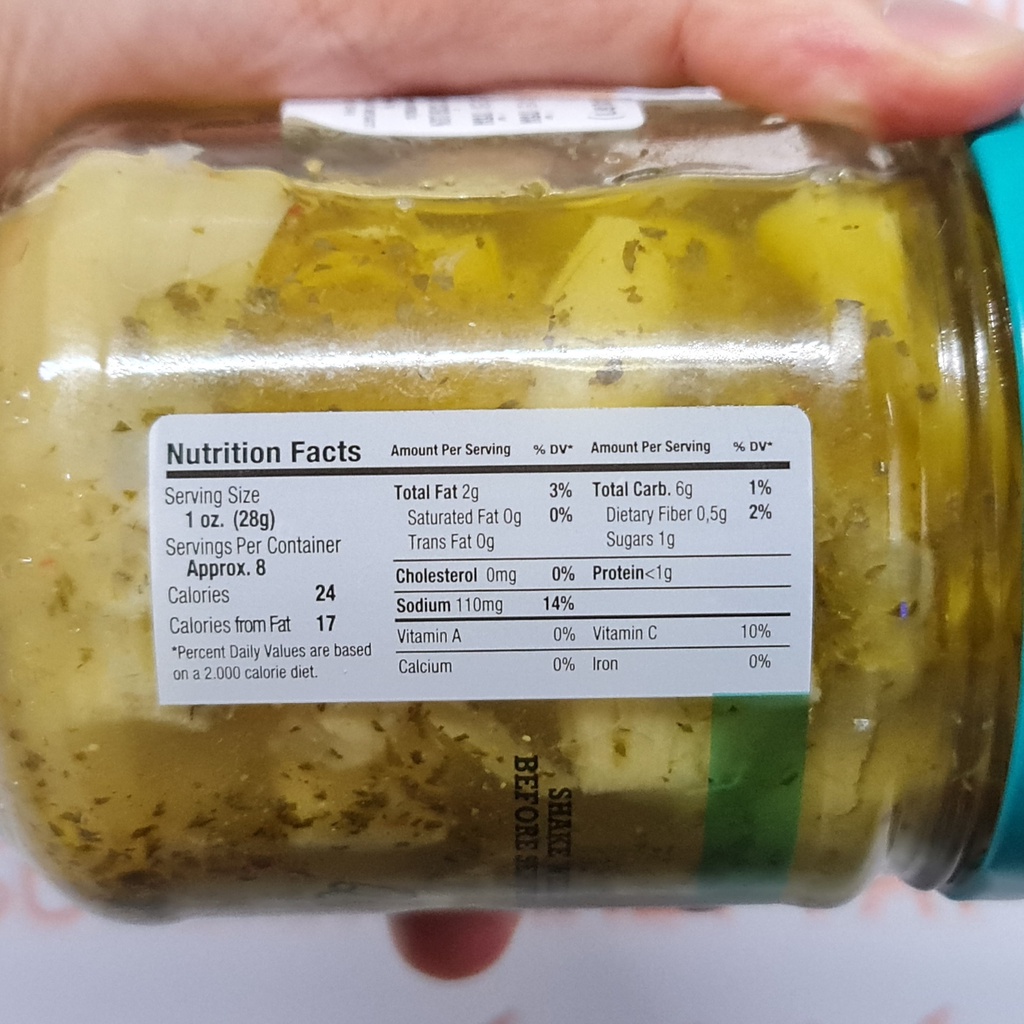 Nutrition Facts
Serving Size
1 oz. (28g)
Servings Per Container
Approx. 8
Calories 24
Calories from Fat 17
*Percent Daily Values are based
on a 2.000 calorie diet.
Amount Per Serving % DV* Amount Per Serving % DV*
Total Fat 2g 3% Total Carb. 6g 1%
Saturated Fat 0g 0% Dietary Fiber 0,5g 2%
Trans Fat 0g Sugars 1g
Cholesterol 0mg 0% Protein<1g
Sodium 110mg 14%
Vitamin A 0% Vitamin C 10%
Calcium 0% Iron 0%
SHAKE
BEFORE